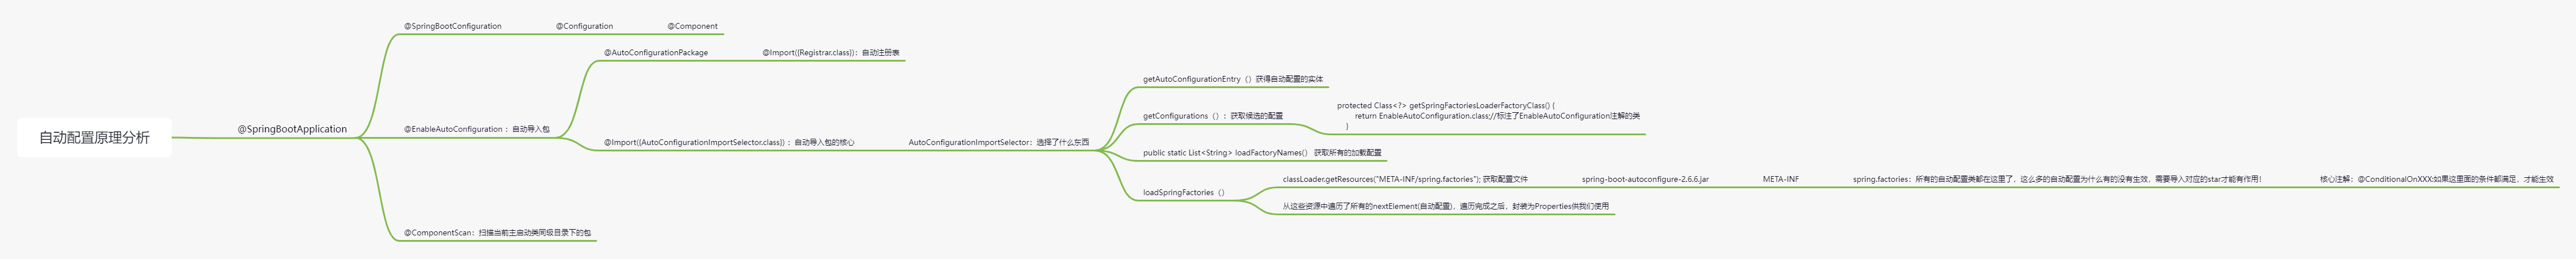 自动配置原理分析
@SpringBootApplication
@SpringBootConfiguration
@Configuration
@Component
@EnableAutoConfiguration ：自动导入包
@AutoConfigurationPackage
@Import({Registrar.class})：自动注册表
@Import({AutoConfigurationImportSelector.class}) ：自动导入包的核心
AutoConfigurationImportSelector：选择了什么东西
getAutoConfigurationEntry（）获得自动配置的实体
getConfigurations（）：获取候选的配置
protected Class<?> getSpringFactoriesLoaderFactoryClass() {
return EnableAutoConfiguration.class;//标注了EnableAutoConfiguration注解的类
}
public static List<String> loadFactoryNames() 获取所有的加载配置
loadSpringFactories（）
classLoader.getResources("META-INF/spring.factories"); 获取配置文件
spring-boot-autoconfigure-2.6.6.jar
META-INF
spring.factories：所有的自动配置类都在这里了，这么多的自动配置为什么有的没有生效，需要导入对应的star才能有作用！
核心注解：@ConditionalOnXXX:如果这里面的条件都满足，才能生效
从这些资源中遍历了所有的nextElement(自动配置)，遍历完成之后，封装为Properties供我们使用
@ComponentScan：扫描当前主启动类同级目录下的包